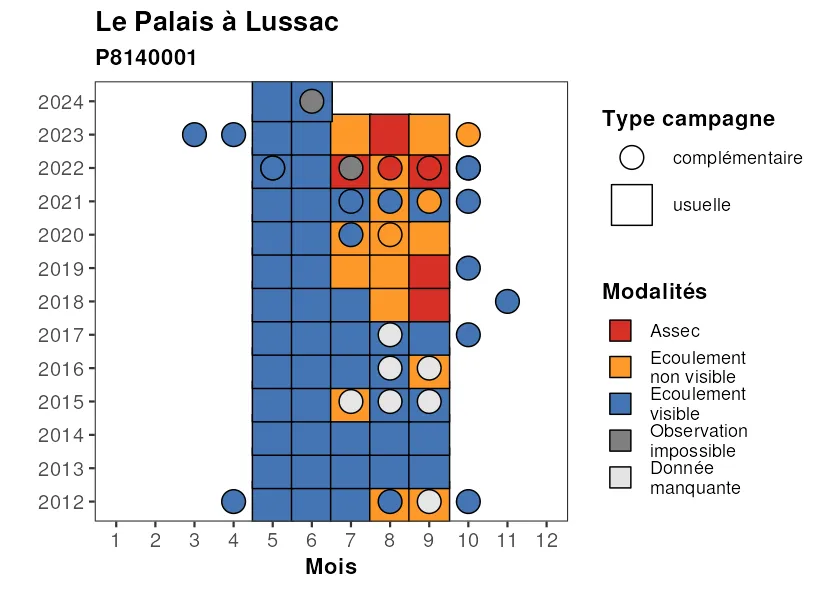 Le Palais à Lussac
P8140001
2024
2023
2022
2021
2020
2019
2018
2017
2016
2015
2014
2013
2012
1 2 3 4 5 6 7 8 9 10 11 12
Mois
Type campagne
complémentaire
usuelle
Modalités
Assec
Ecoulement
non visible
Ecoulement
visible
Observation
impossible
Donnée
manquante